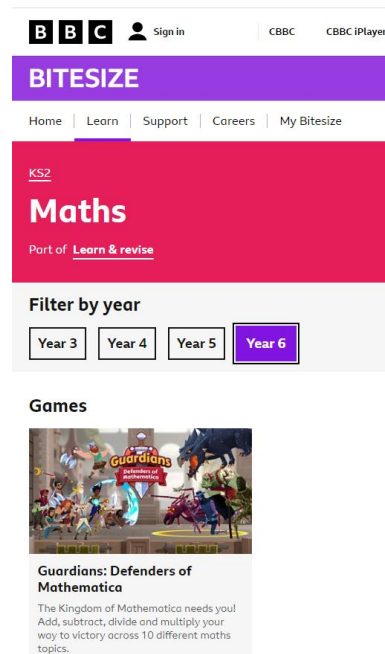 BBC Sign in CBBC CBBC iPlayer
BITESIZE
Home Learn Support Careers My Bitesize
KS2
Maths
Part of Learn & revise
Filter by year
Year 3 Year 4 Year 5 Year 6
Games
Guardians
Defenders of
Mathematica
Guardians: Defenders of
Mathematica
The Kingdom of Mathematica needs you!
Add, subtract, divide and multiply your
way to victory across 10 different maths
topics.